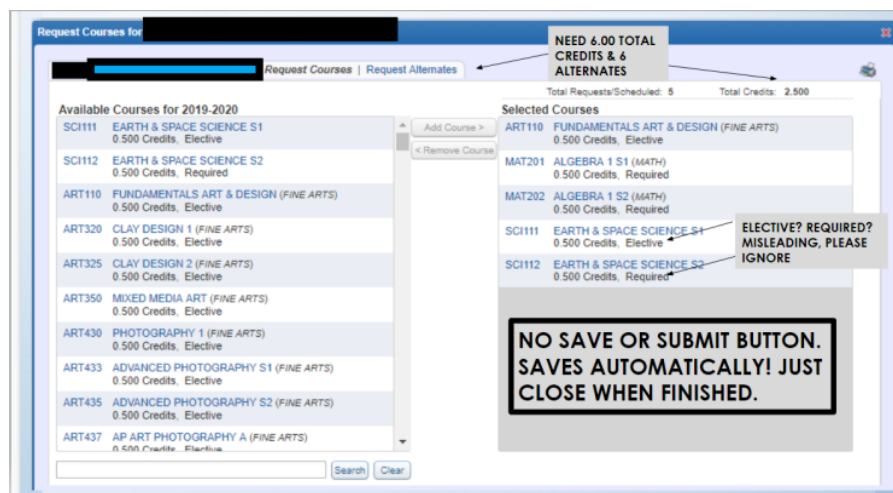 Request Courses for
NEED 6.00 TOTAL
CREDITS & 6
ALTERNATES
Request Courses | Request Alternates
Total Requests/Scheduled: 5 Total Credits: 2.500
Available Courses for 2019-2020
SCI111 EARTH & SPACE SCIENCE S1
0.500 Credits, Elective
SCI112 EARTH & SPACE SCIENCE S2
0.500 Credits, Required
ART110 FUNDAMENTALS ART & DESIGN (FINE ARTS)
0.500 Credits, Elective
ART320 CLAY DESIGN 1 (FINE ARTS)
0.500 Credits, Elective
ART325 CLAY DESIGN 2 (FINE ARTS)
0.500 Credits, Elective
ART350 MIXED MEDIA ART (FINE ARTS)
0.500 Credits, Elective
ART430 PHOTOGRAPHY 1 (FINE ARTS)
0.500 Credits, Elective
ART433 ADVANCED PHOTOGRAPHY S1 (FINE ARTS)
0.500 Credits, Elective
ART435 ADVANCED PHOTOGRAPHY S2 (FINE ARTS)
0.500 Credits, Elective
ART437 AP ART PHOTOGRAPHY A (FINE ARTS)
0.500 Credits, Elective
Search Clear
Add Course >
< Remove Course
Selected Courses
ART110 FUNDAMENTALS ART & DESIGN (FINE ARTS)
0.500 Credits, Elective
MAT201 ALGEBRA 1 S1 (MATH)
0.500 Credits, Required
MAT202 ALGEBRA 1 S2 (MATH)
0.500 Credits, Required
SCI111 EARTH & SPACE SCIENCE S1
0.500 Credits, Elective
SCI112 EARTH & SPACE SCIENCE S2
0.500 Credits, Required
ELECTIVE? REQUIRED?
MISLEADING, PLEASE
IGNORE
NO SAVE OR SUBMIT BUTTON.
SAVES AUTOMATICALLY! JUST
CLOSE WHEN FINISHED.